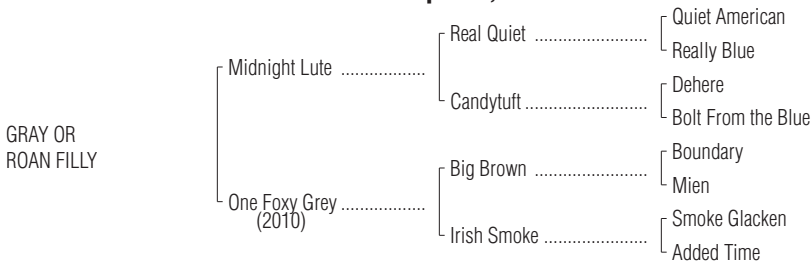 Quiet American
Real Quiet ........................
Really Blue
Midnight Lute ..................
Dehere
Candytuft ..........................
Bolt From the Blue
GRAY OR
ROAN FILLY
Boundary
Big Brown ........................
Mien
One Foxy Grey ..................
(2010)
Smoke Glacken
Irish Smoke ......................
Added Time